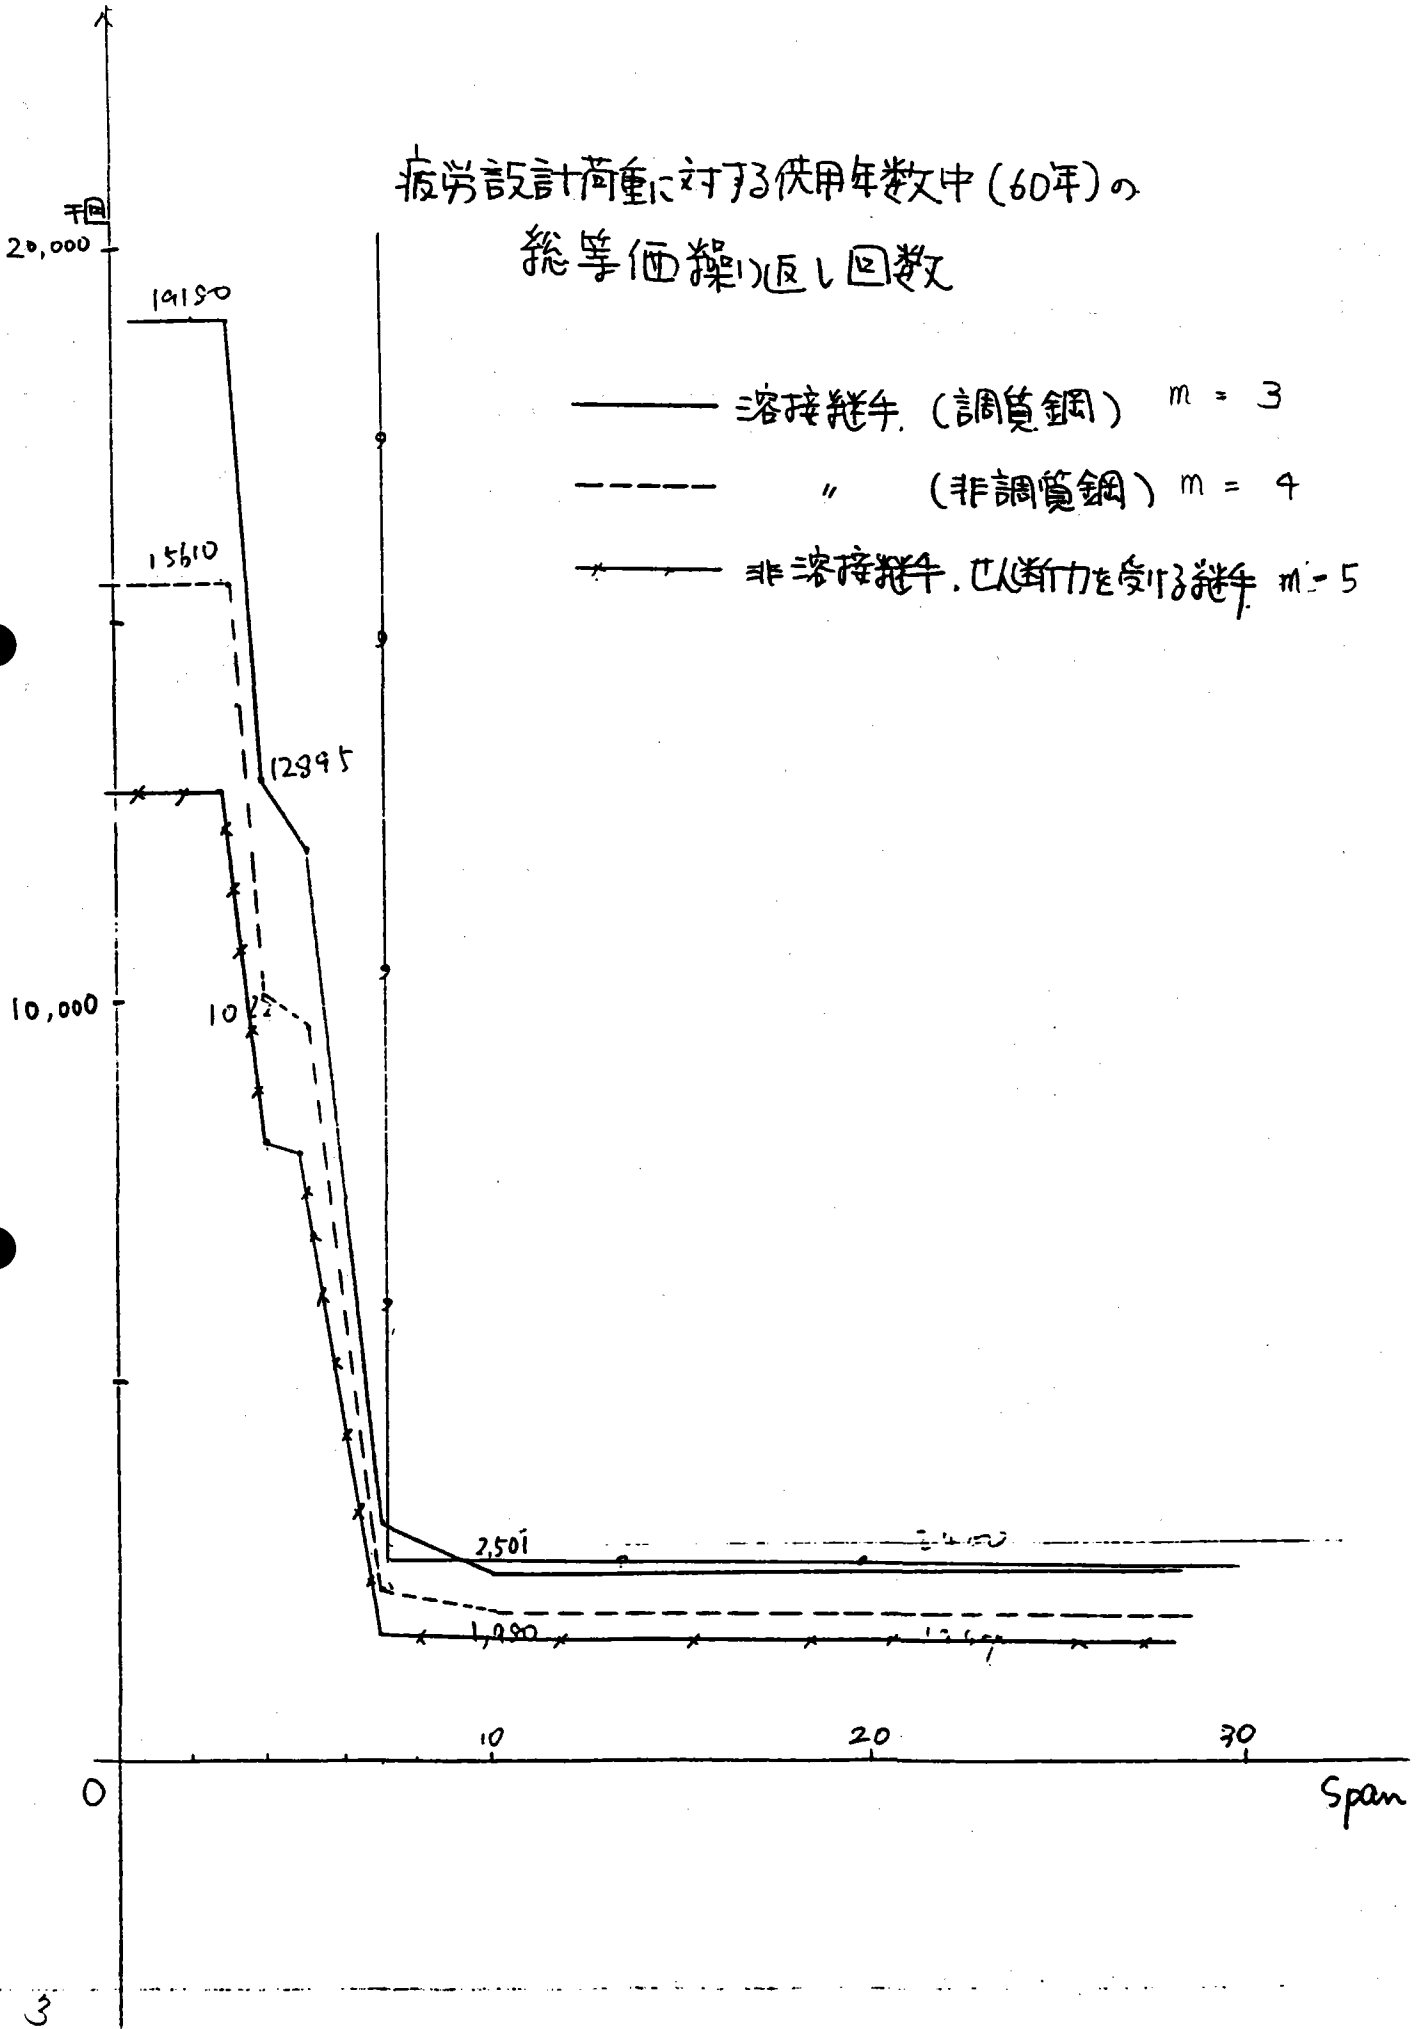 疲労設計荷重に対する使用年数中(60年)の
総等価繰り返し回数
千回
20,000
19180
溶接継手.(調質鋼) m = 3
〃 (非調質鋼) m = 4
15610
非溶接継手.せん断力を受ける継手 m = 5
12895
10,000
2,501
1,980
10
20
30
0
Span
3